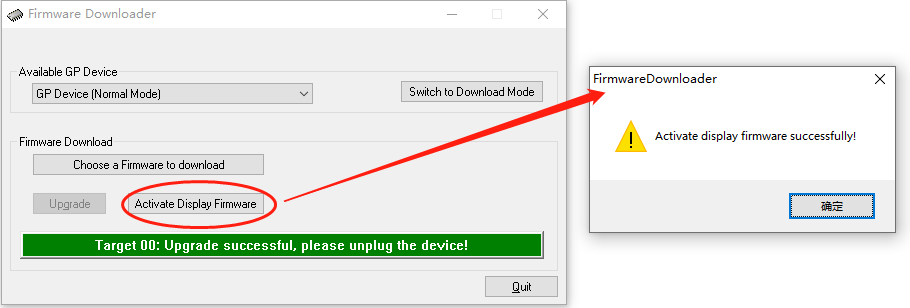 Firmware Downloader
Available GP Device
GP Device (Normal Mode)
Switch to Download Mode
Firmware Download
Choose a Firmware to download
Upgrade
Activate Display Firmware
Target 00: Upgrade successful, please unplug the device!
Quit
FirmwareDownloader
Activate display firmware successfully!
确定